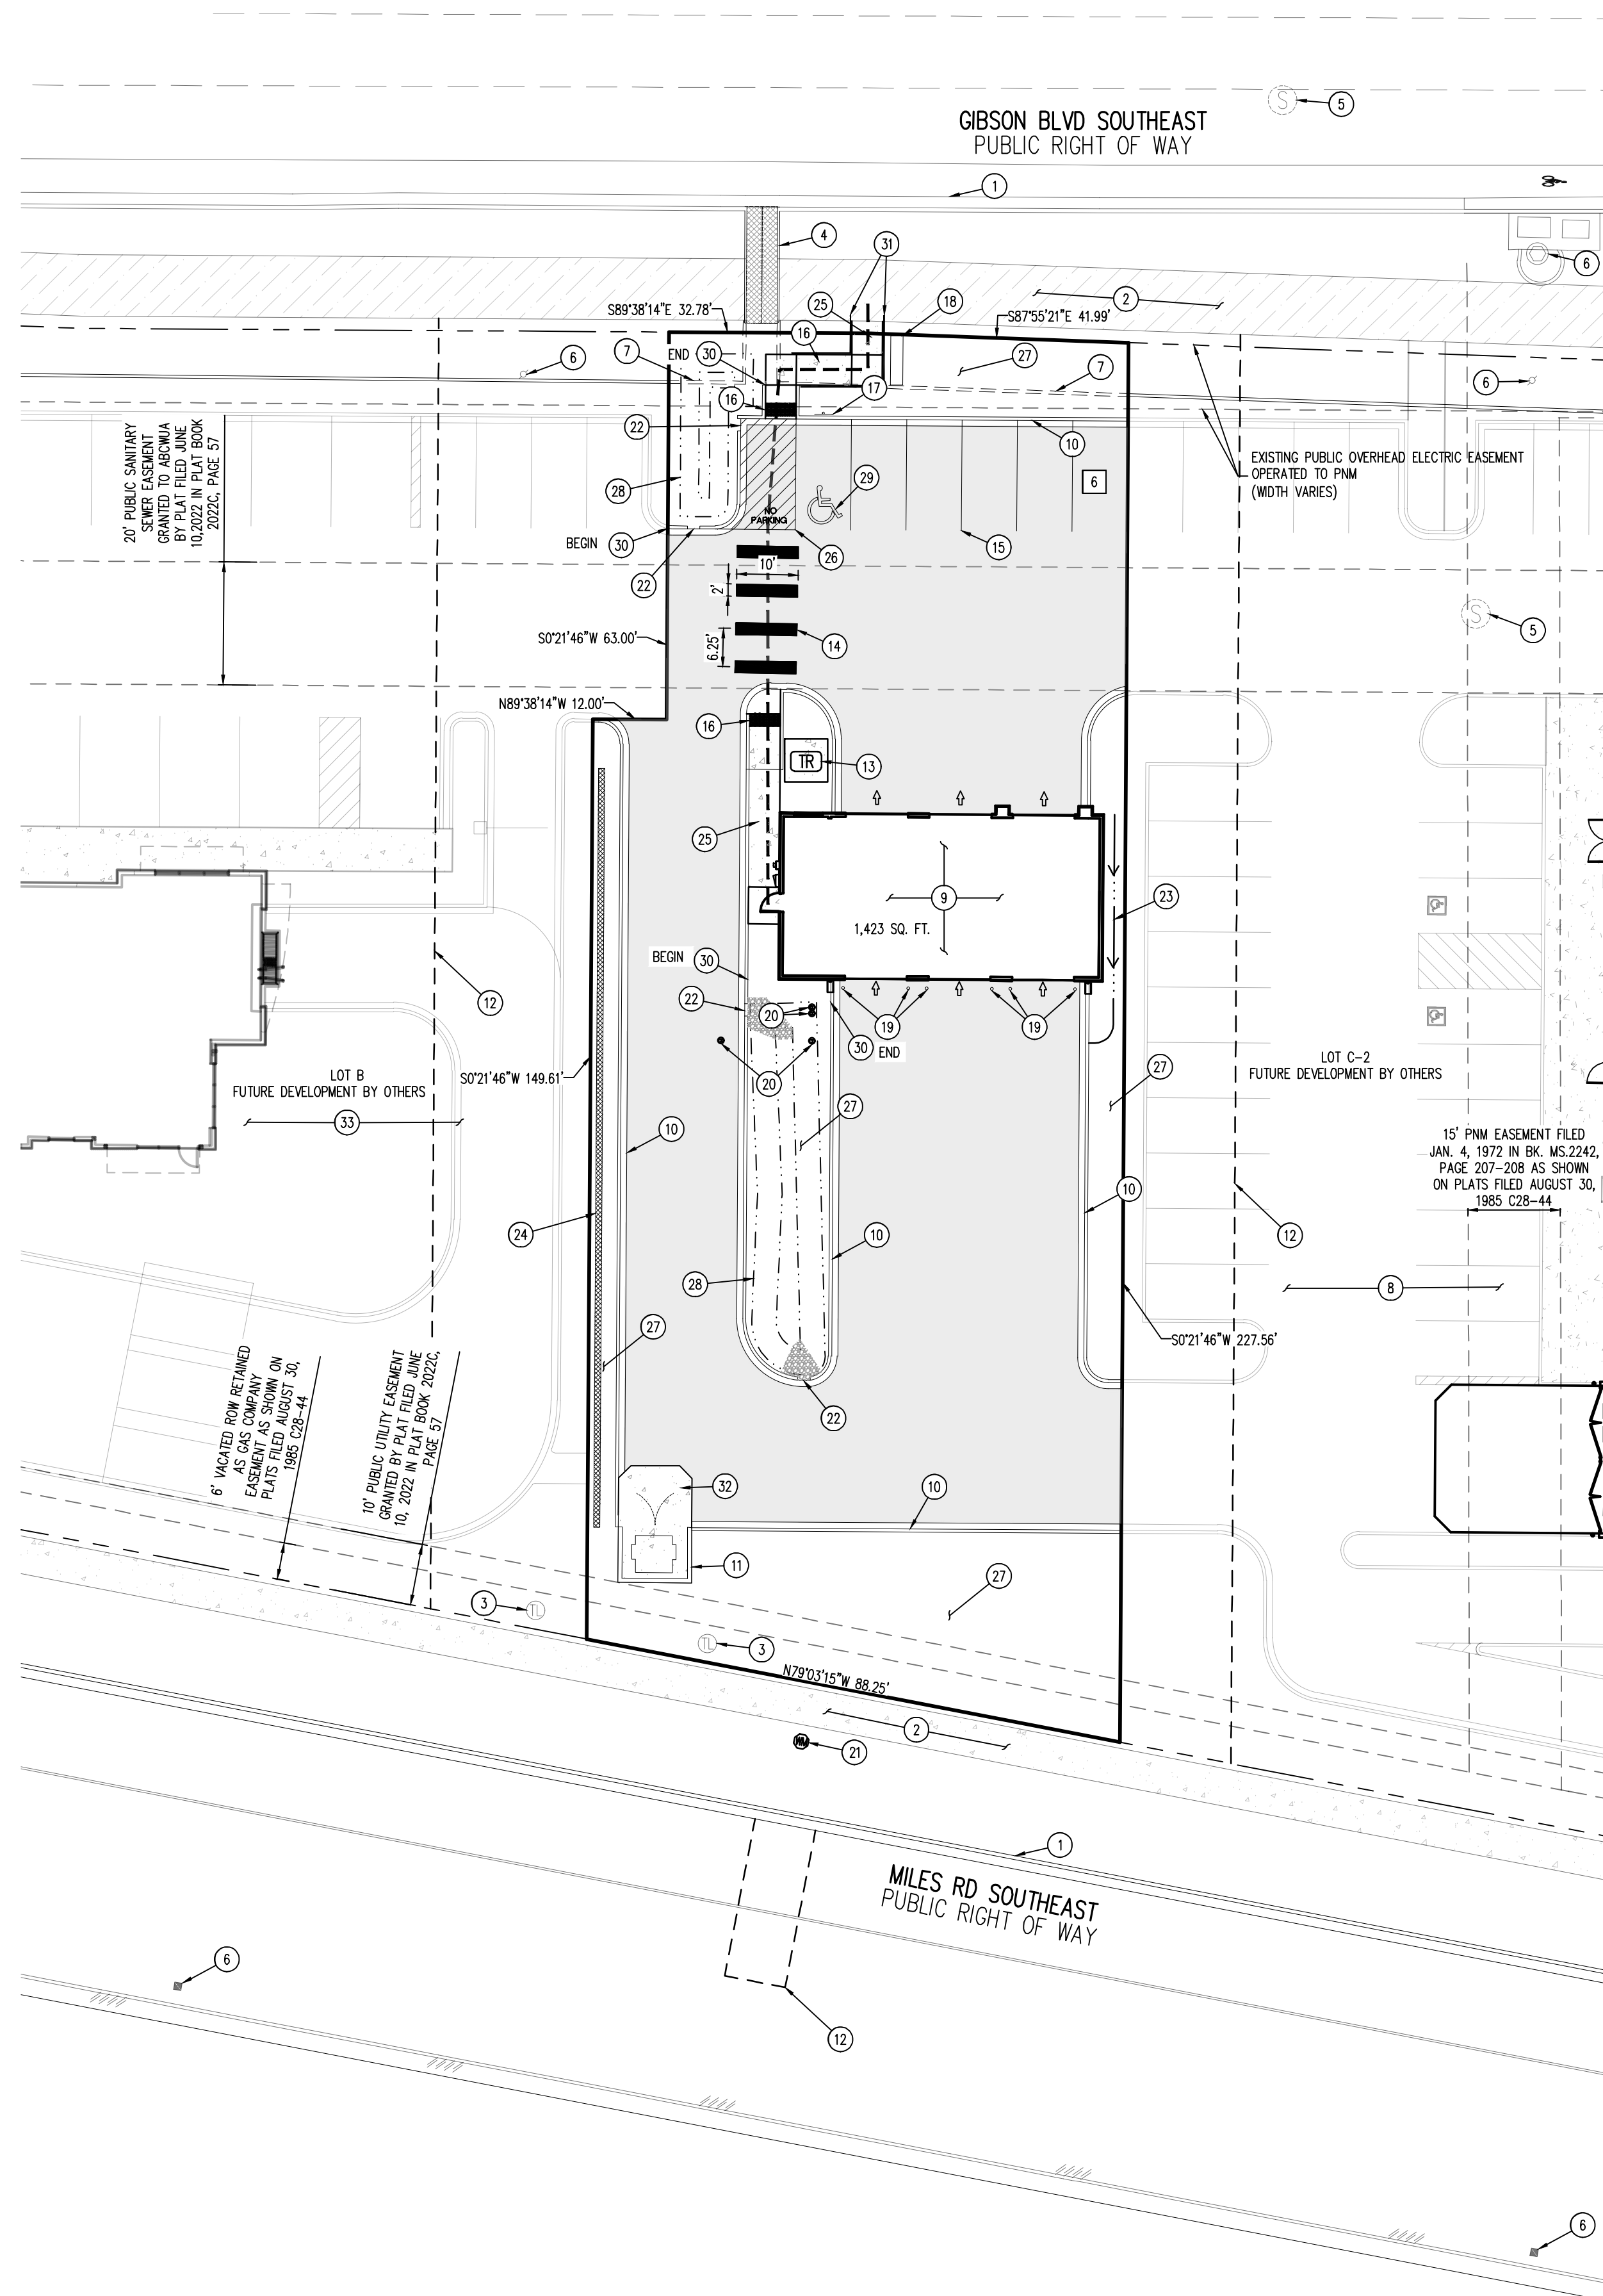 S
5
GIBSON BLVD SOUTHEAST
PUBLIC RIGHT OF WAY
1
4
31
6
2
S89°38'14"E 32.78'
25
18
S87°55'21"E 41.99'
16
7
END
30
6
27
7
6
17
16
22
10
20' PUBLIC SANITARY
SEWER EASEMENT
GRANTED TO ABCWUA
BY PLAT FILED JUNE
10,2022 IN PLAT BOOK
2022C, PAGE 57
EXISTING PUBLIC OVERHEAD ELECTRIC EASEMENT
OPERATED TO PNM
(WIDTH VARIES)
6
28
29
NO
PARKING
BEGIN
30
26
15
10'
22
2'
S
5
S0°21'46"W 63.00'
6.25'
14
N89°38'14"W 12.00'
16
TR
13
25
9
23
1,423 SQ. FT.
BEGIN
30
12
22
20
19
19
30
END
LOT B
FUTURE DEVELOPMENT BY OTHERS
33
S0°21'46"W 149.61'
20
27
LOT C-2
FUTURE DEVELOPMENT BY OTHERS
27
10
15' PNM EASEMENT FILED
JAN. 4, 1972 IN BK. MS.2242,
PAGE 207-208 AS SHOWN
ON PLATS FILED AUGUST 30,
1985 C28-44
10
24
10
12
28
8
27
S0°21'46"W 227.56'
6' VACATED ROW RETAINED
AS GAS COMPANY
EASEMENT AS SHOWN ON
PLATS FILED AUGUST 30,
1985 C28-44
10' PUBLIC UTILITY EASEMENT
GRANTED BY PLAT FILED JUNE
10, 2022 IN PLAT BOOK 2022C,
PAGE 57
22
32
10
11
27
3
TL
TL
3
N79°03'15"W 88.25'
2
WM
21
1
MILES RD SOUTHEAST
PUBLIC RIGHT OF WAY
6
12
6